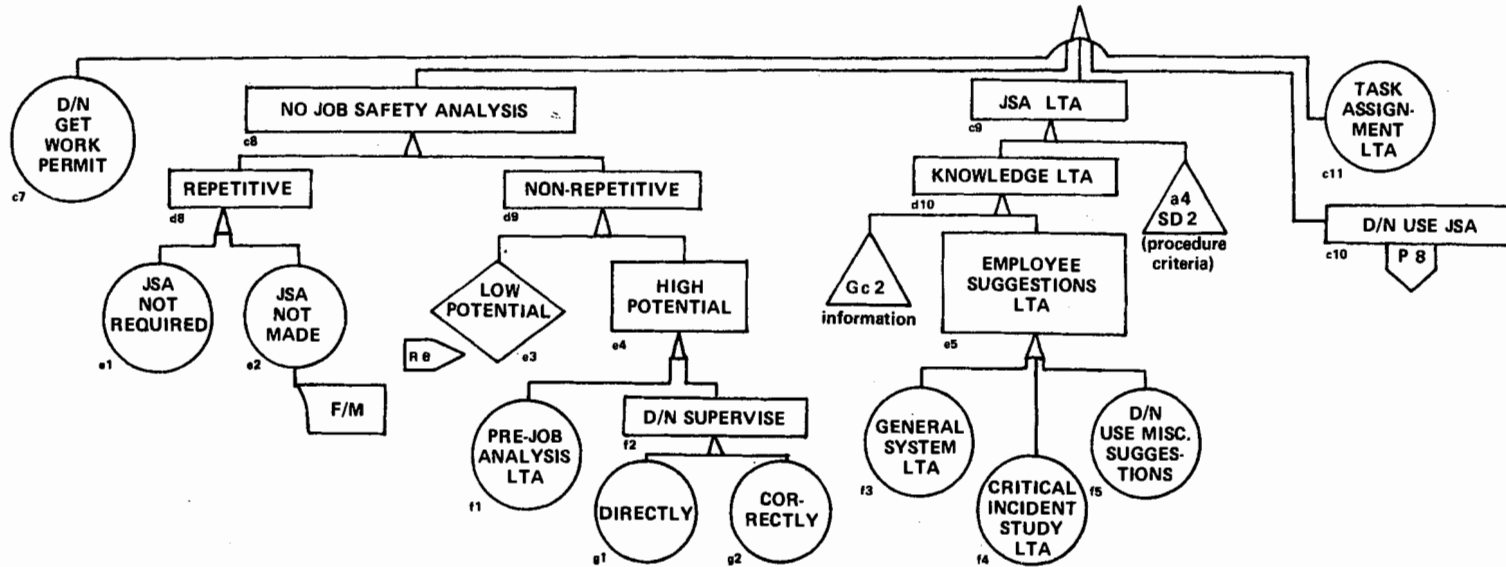 D/N
GET
WORK
PERMIT
c7
NO JOB SAFETY ANALYSIS
c8
REPETITIVE
d8
JSA
NOT
REQUIRED
e1
JSA
NOT
MADE
e2
F/M
NON-REPETITIVE
d9
LOW
POTENTIAL
e3
R e
HIGH
POTENTIAL
e4
PRE-JOB
ANALYSIS
LTA
f1
D/N SUPERVISE
f2
DIRECTLY
g1
COR-
RECTLY
g2
JSA LTA
c9
KNOWLEDGE LTA
d10
Gc 2
information
EMPLOYEE
SUGGESTIONS
LTA
e5
GENERAL
SYSTEM
LTA
f3
CRITICAL
INCIDENT
STUDY
LTA
f4
D/N
USE MISC.
SUGGES-
TIONS
f5
a4
SD 2
(procedure
criteria)
TASK
ASSIGN-
MENT
LTA
c11
D/N USE JSA
c10
P 8